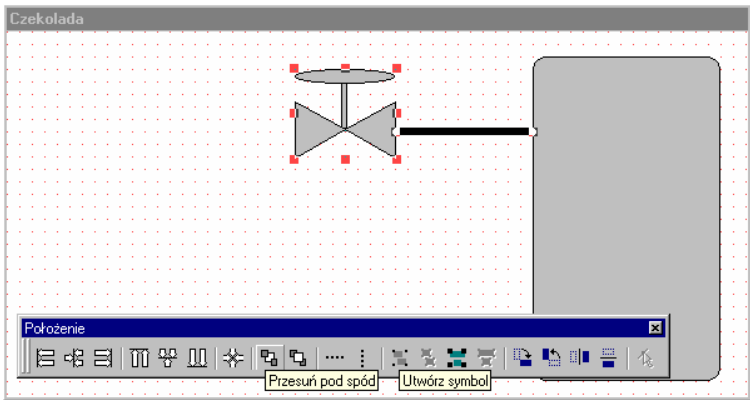 Czekolada
Położenie
Przesuń pod spód
Utwórz symbol